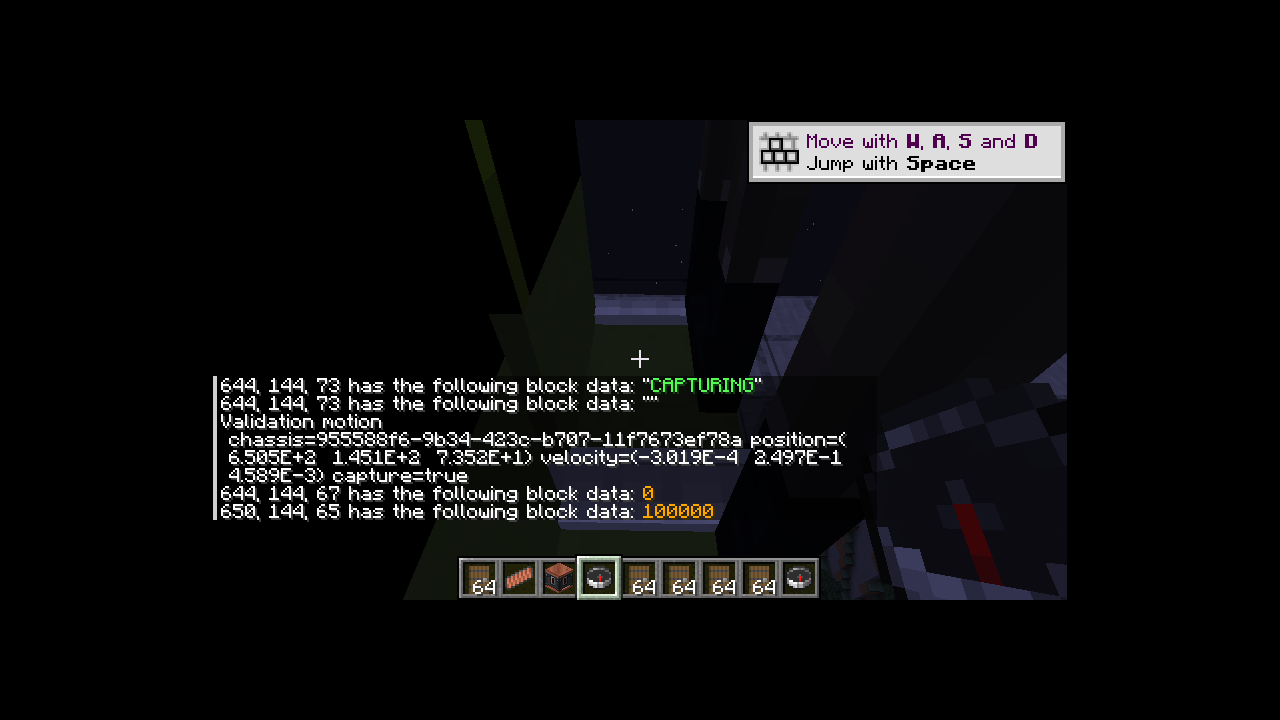 Move with W, A, S and D
Jump with Space
644, 144, 73 has the following block data: "CAPTURING"
644, 144, 73 has the following block data: ""
Validation motion
chassis=955588f6-9b34-423c-b707-11f7673ef78a position=(
6.505E+2 1.451E+2 7.352E+1) velocity=(-3.019E-4 2.497E-1
4.589E-3) capture=true
644, 144, 67 has the following block data: 0
650, 144, 65 has the following block data: 100000
64 64 64 64 64